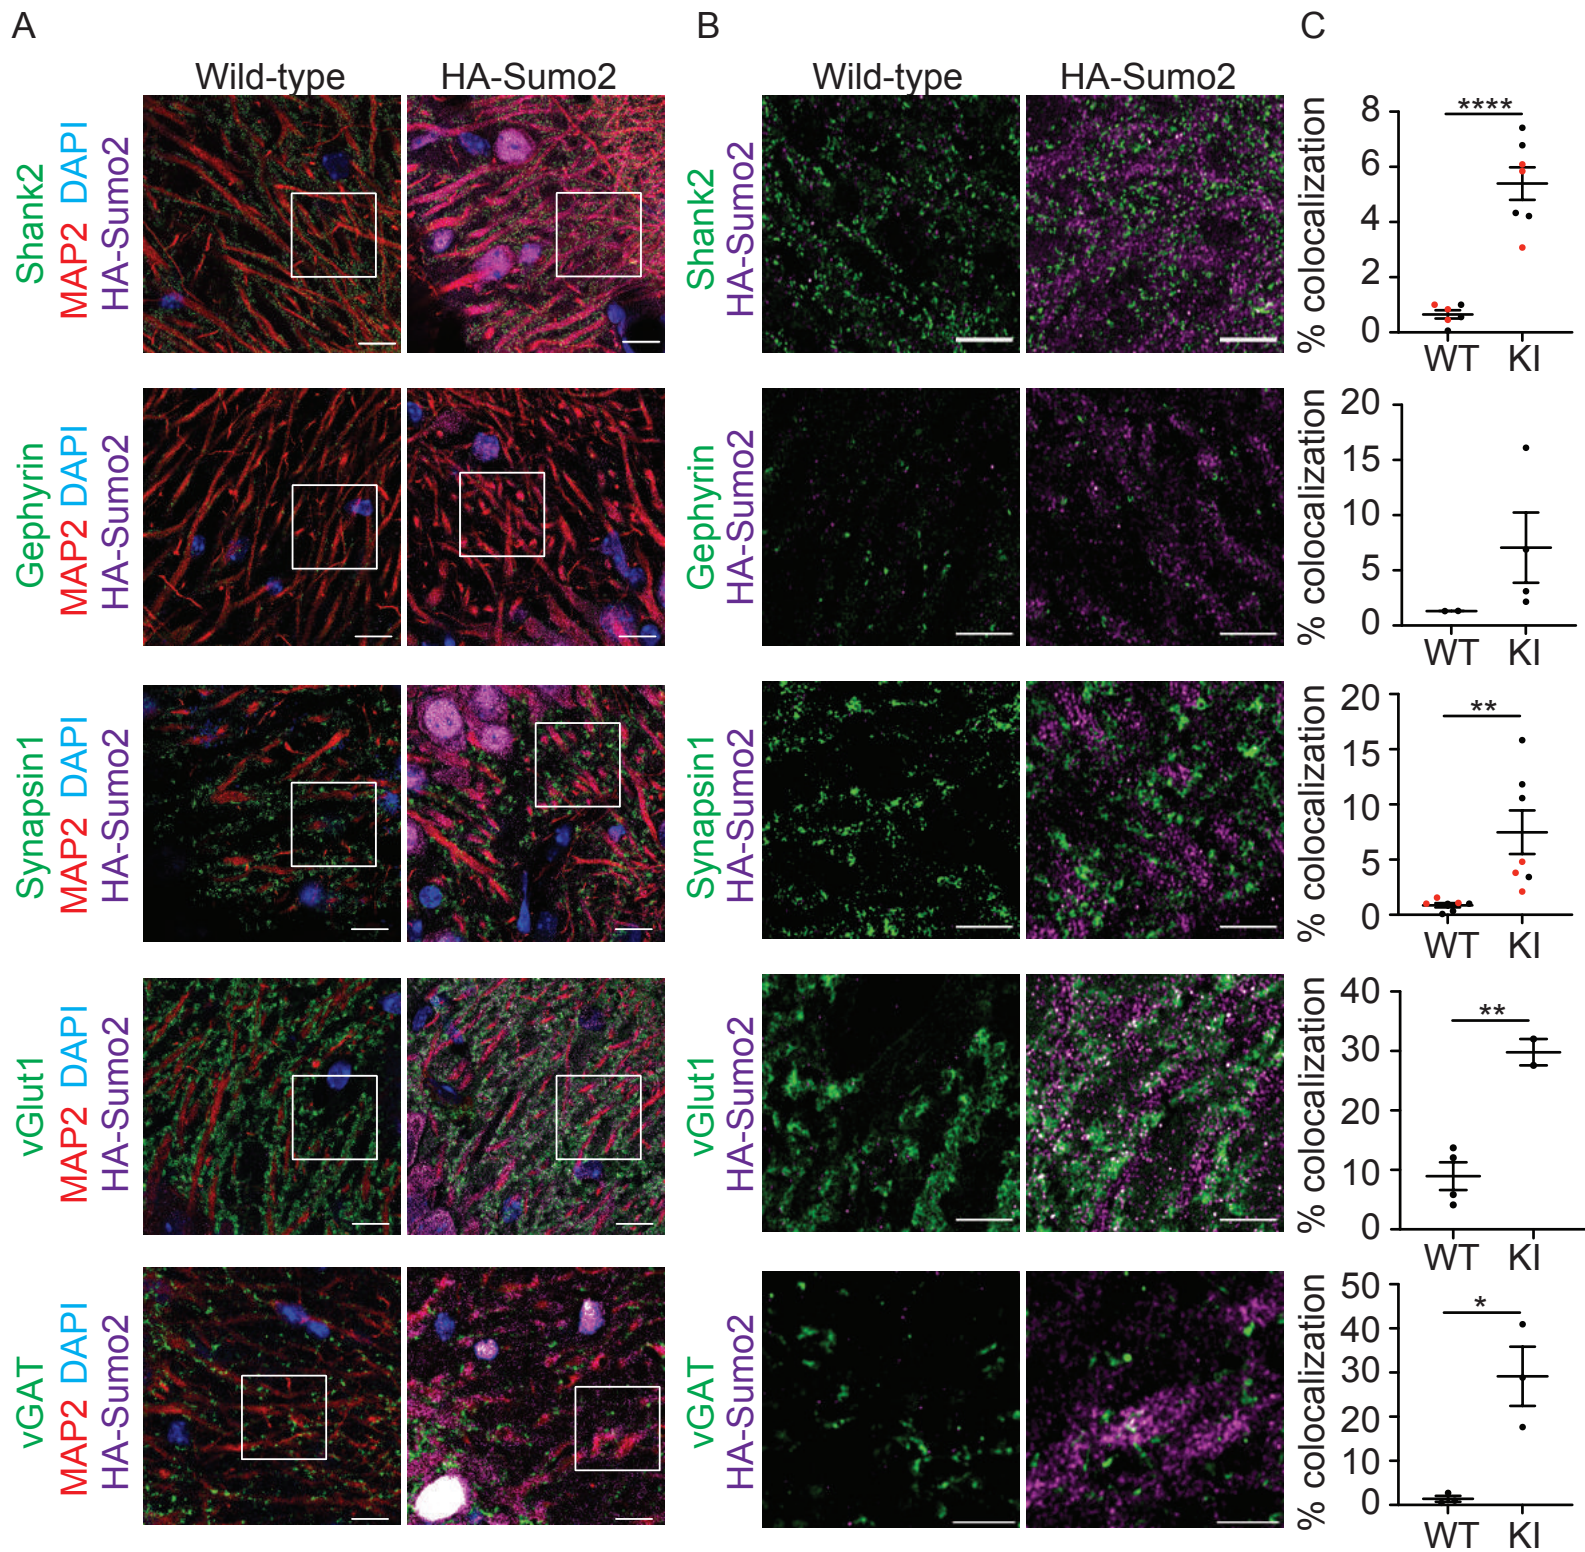 A
B
C
Wild-type HA-Sumo2
Wild-type HA-Sumo2
Shank2
MAP2 DAPI
HA-Sumo2
Shank2
HA-Sumo2
% colocalization
8
6
4
2
0
****
WT KI
Gephyrin
MAP2 DAPI
HA-Sumo2
Gephyrin
HA-Sumo2
% colocalization
20
15
10
5
0
WT KI
Synapsin1
MAP2 DAPI
HA-Sumo2
Synapsin1
HA-Sumo2
% colocalization
20
15
10
5
0
**
WT KI
vGlut1
MAP2 DAPI
HA-Sumo2
vGlut1
HA-Sumo2
% colocalization
40
30
20
10
0
**
WT KI
vGAT
MAP2 DAPI
HA-Sumo2
vGAT
HA-Sumo2
% colocalization
50
40
30
20
10
0
*
WT KI